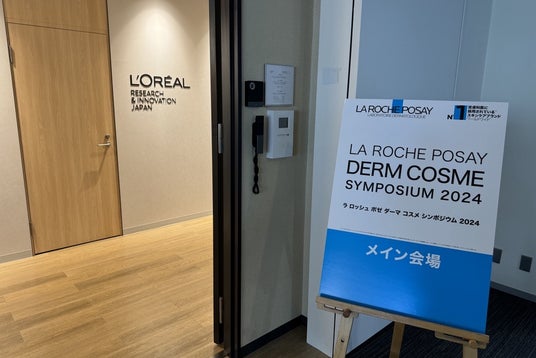 L'ORÉAL
RESEARCH
& INNOVATION
JAPAN
LA ROCHE POSAY
LABORATOIRE DERMATOLOGIQUE
LA ROCHE POSAY
DERM COSME
SYMPOSIUM 2024
ラ ロッシュ ポゼ ダーマ コスメ シンポジウム 2024
メイン会場